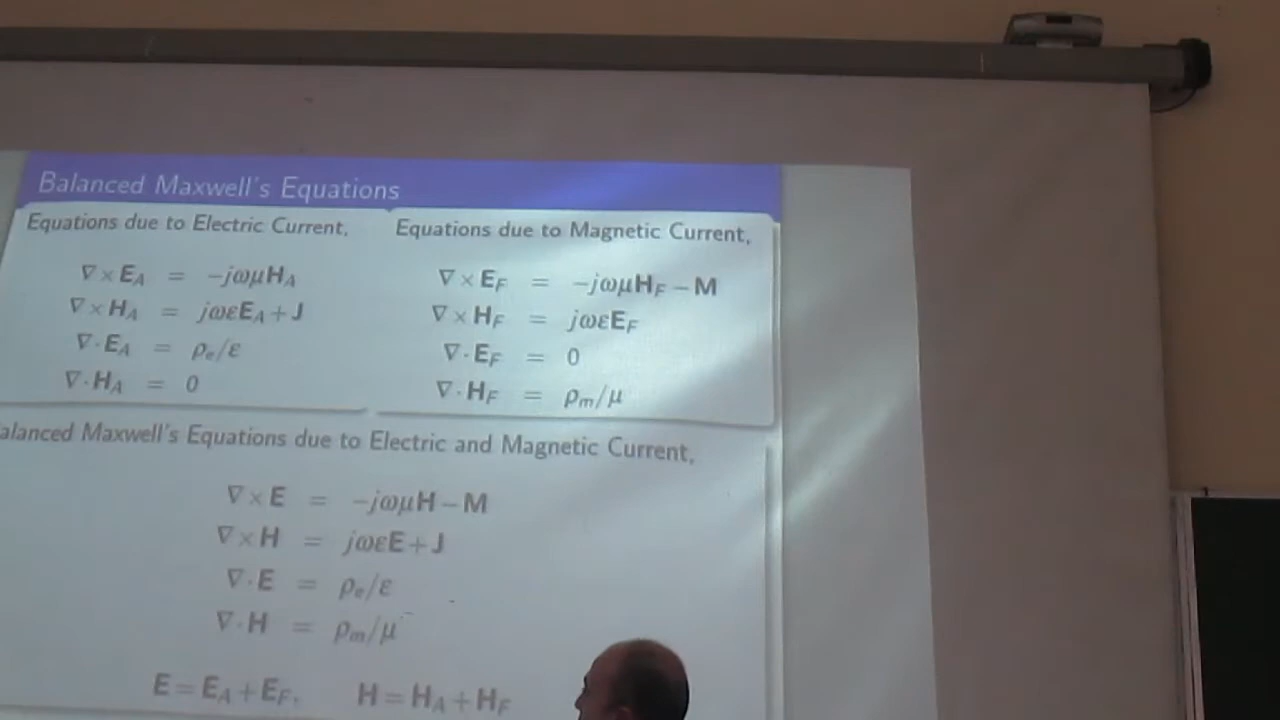 Balanced Maxwell's Equations
Equations due to Electric Current,
∇ × E_A = −jωμH_A
∇ × H_A = jωεE_A + J
∇ · E_A = ρ_e/ε
∇ · H_A = 0
Equations due to Magnetic Current,
∇ × E_F = −jωμH_F − M
∇ × H_F = jωεE_F
∇ · E_F = 0
∇ · H_F = ρ_m/μ
alanced Maxwell's Equations due to Electric and Magnetic Current,
∇ × E = −jωμH − M
∇ × H = jωεE + J
∇ · E = ρ_e/ε
∇ · H = ρ_m/μ
E = E_A + E_F, H = H_A + H_F